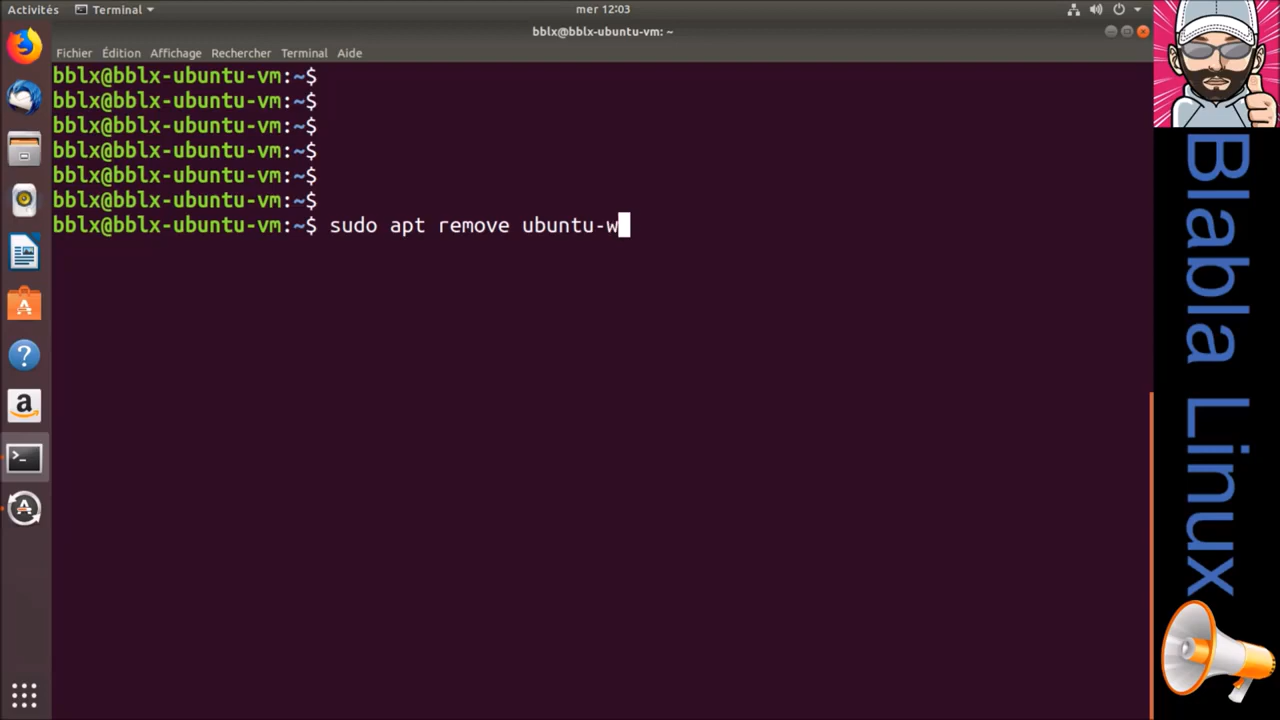 Activités Terminal mer 12:03
bblx@bblx-ubuntu-vm: ~
Fichier Édition Affichage Rechercher Terminal Aide
bblx@bblx-ubuntu-vm:~$
bblx@bblx-ubuntu-vm:~$
bblx@bblx-ubuntu-vm:~$
bblx@bblx-ubuntu-vm:~$
bblx@bblx-ubuntu-vm:~$
bblx@bblx-ubuntu-vm:~$
bblx@bblx-ubuntu-vm:~$ sudo apt remove ubuntu-w
Blabla Linux